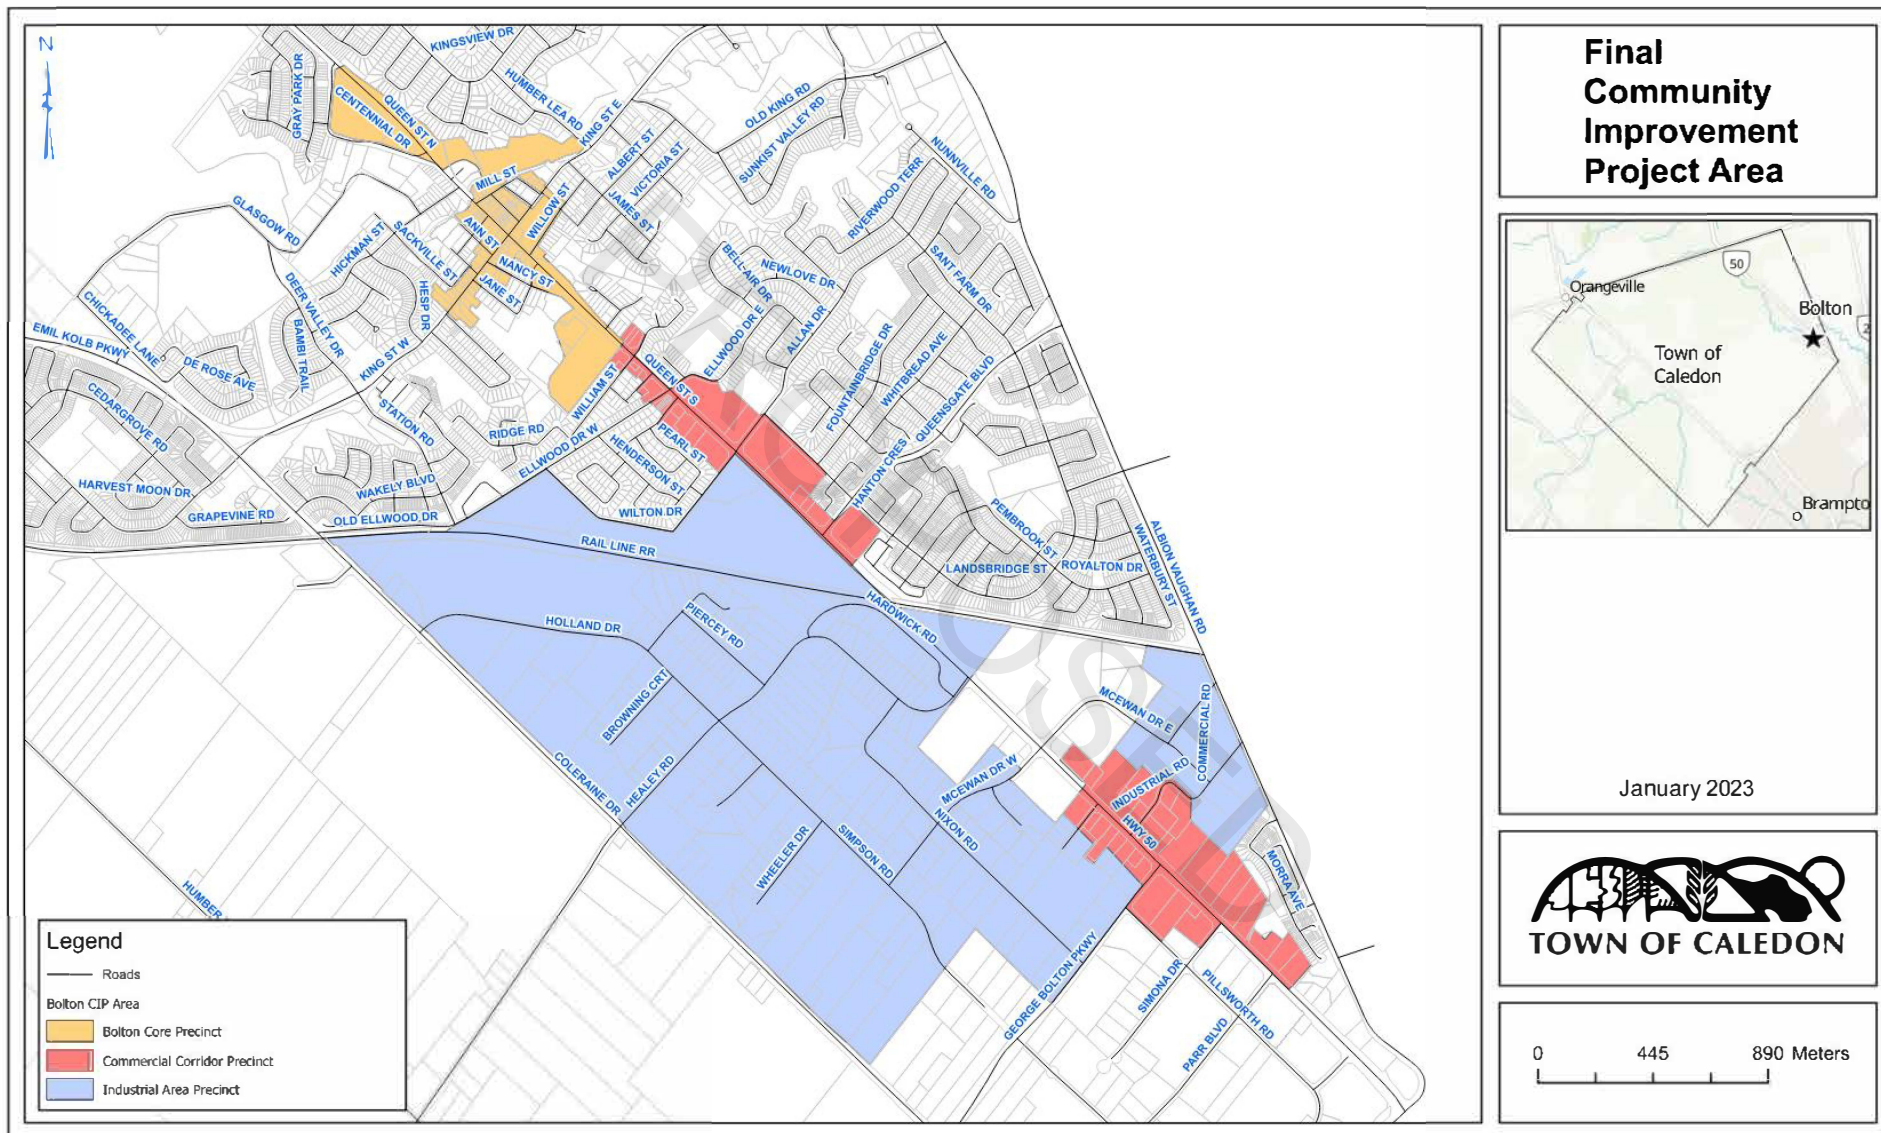 Final
Community
Improvement
Project Area
50
Orangeville
Bolton
2
Town of
Caledon
Brampto
January 2023
TOWN OF CALEDON
0 445 890 Meters
N
KINGSVIEW DR
GRAY PARK DR
CENTENNIAL DR
QUEEN ST N
HUMBER LEA RD
KING ST E
OLD KING RD
SUNKIST VALLEY RD
ALBERT ST
VICTORIA ST
JAMES ST
MILL ST
WILLOW ST
NUNNVILLE RD
RIVERWOOD TERR
GLASGOW RD
HICKMAN ST
SACKVILLE ST
ANN ST
NANCY ST
JANE ST
HESP DR
DEER VALLEY DR
BAMBI TRAIL
CHICKADEE LANE
EMIL KOLB PKWY
DE ROSE AVE
KING ST W
CEDARGROVE RD
STATION RD
RIDGE RD
WILLIAM ST
ELLWOOD DR W
HARVEST MOON DR
GRAPEVINE RD
WAKELY BLVD
OLD ELLWOOD DR
BELL-AIR DR
NEWLOVE DR
SANT FARM DR
ELLWOOD DR E
ALLAN DR
QUEEN ST S
PEARL ST
HENDERSON ST
WILTON DR
FOUNTAINBRIDGE DR
WHITBREAD AVE
QUEENSGATE BLVD
HANTON CRES
PEMBROOK ST
LANDSBRIDGE ST
ROYALTON DR
WATERBURY ST
ALBION VAUGHAN RD
RAIL LINE RR
HARDWICK RD
HOLLAND DR
PIERCEY RD
BROWNING CRT
COLERAINE DR
HEALEY RD
MCEWAN DR E
COMMERCIAL RD
INDUSTRIAL RD
MCEWAN DR W
NIXON RD
HWY 50
SIMPSON RD
WHEELER DR
MORRA AVE
HUMBER
GEORGE BOLTON PKWY
SIMONA DR
PILLSWORTH RD
PARR BLVD
PROPOSED
Legend
Roads
Bolton CIP Area
Bolton Core Precinct
Commercial Corridor Precinct
Industrial Area Precinct